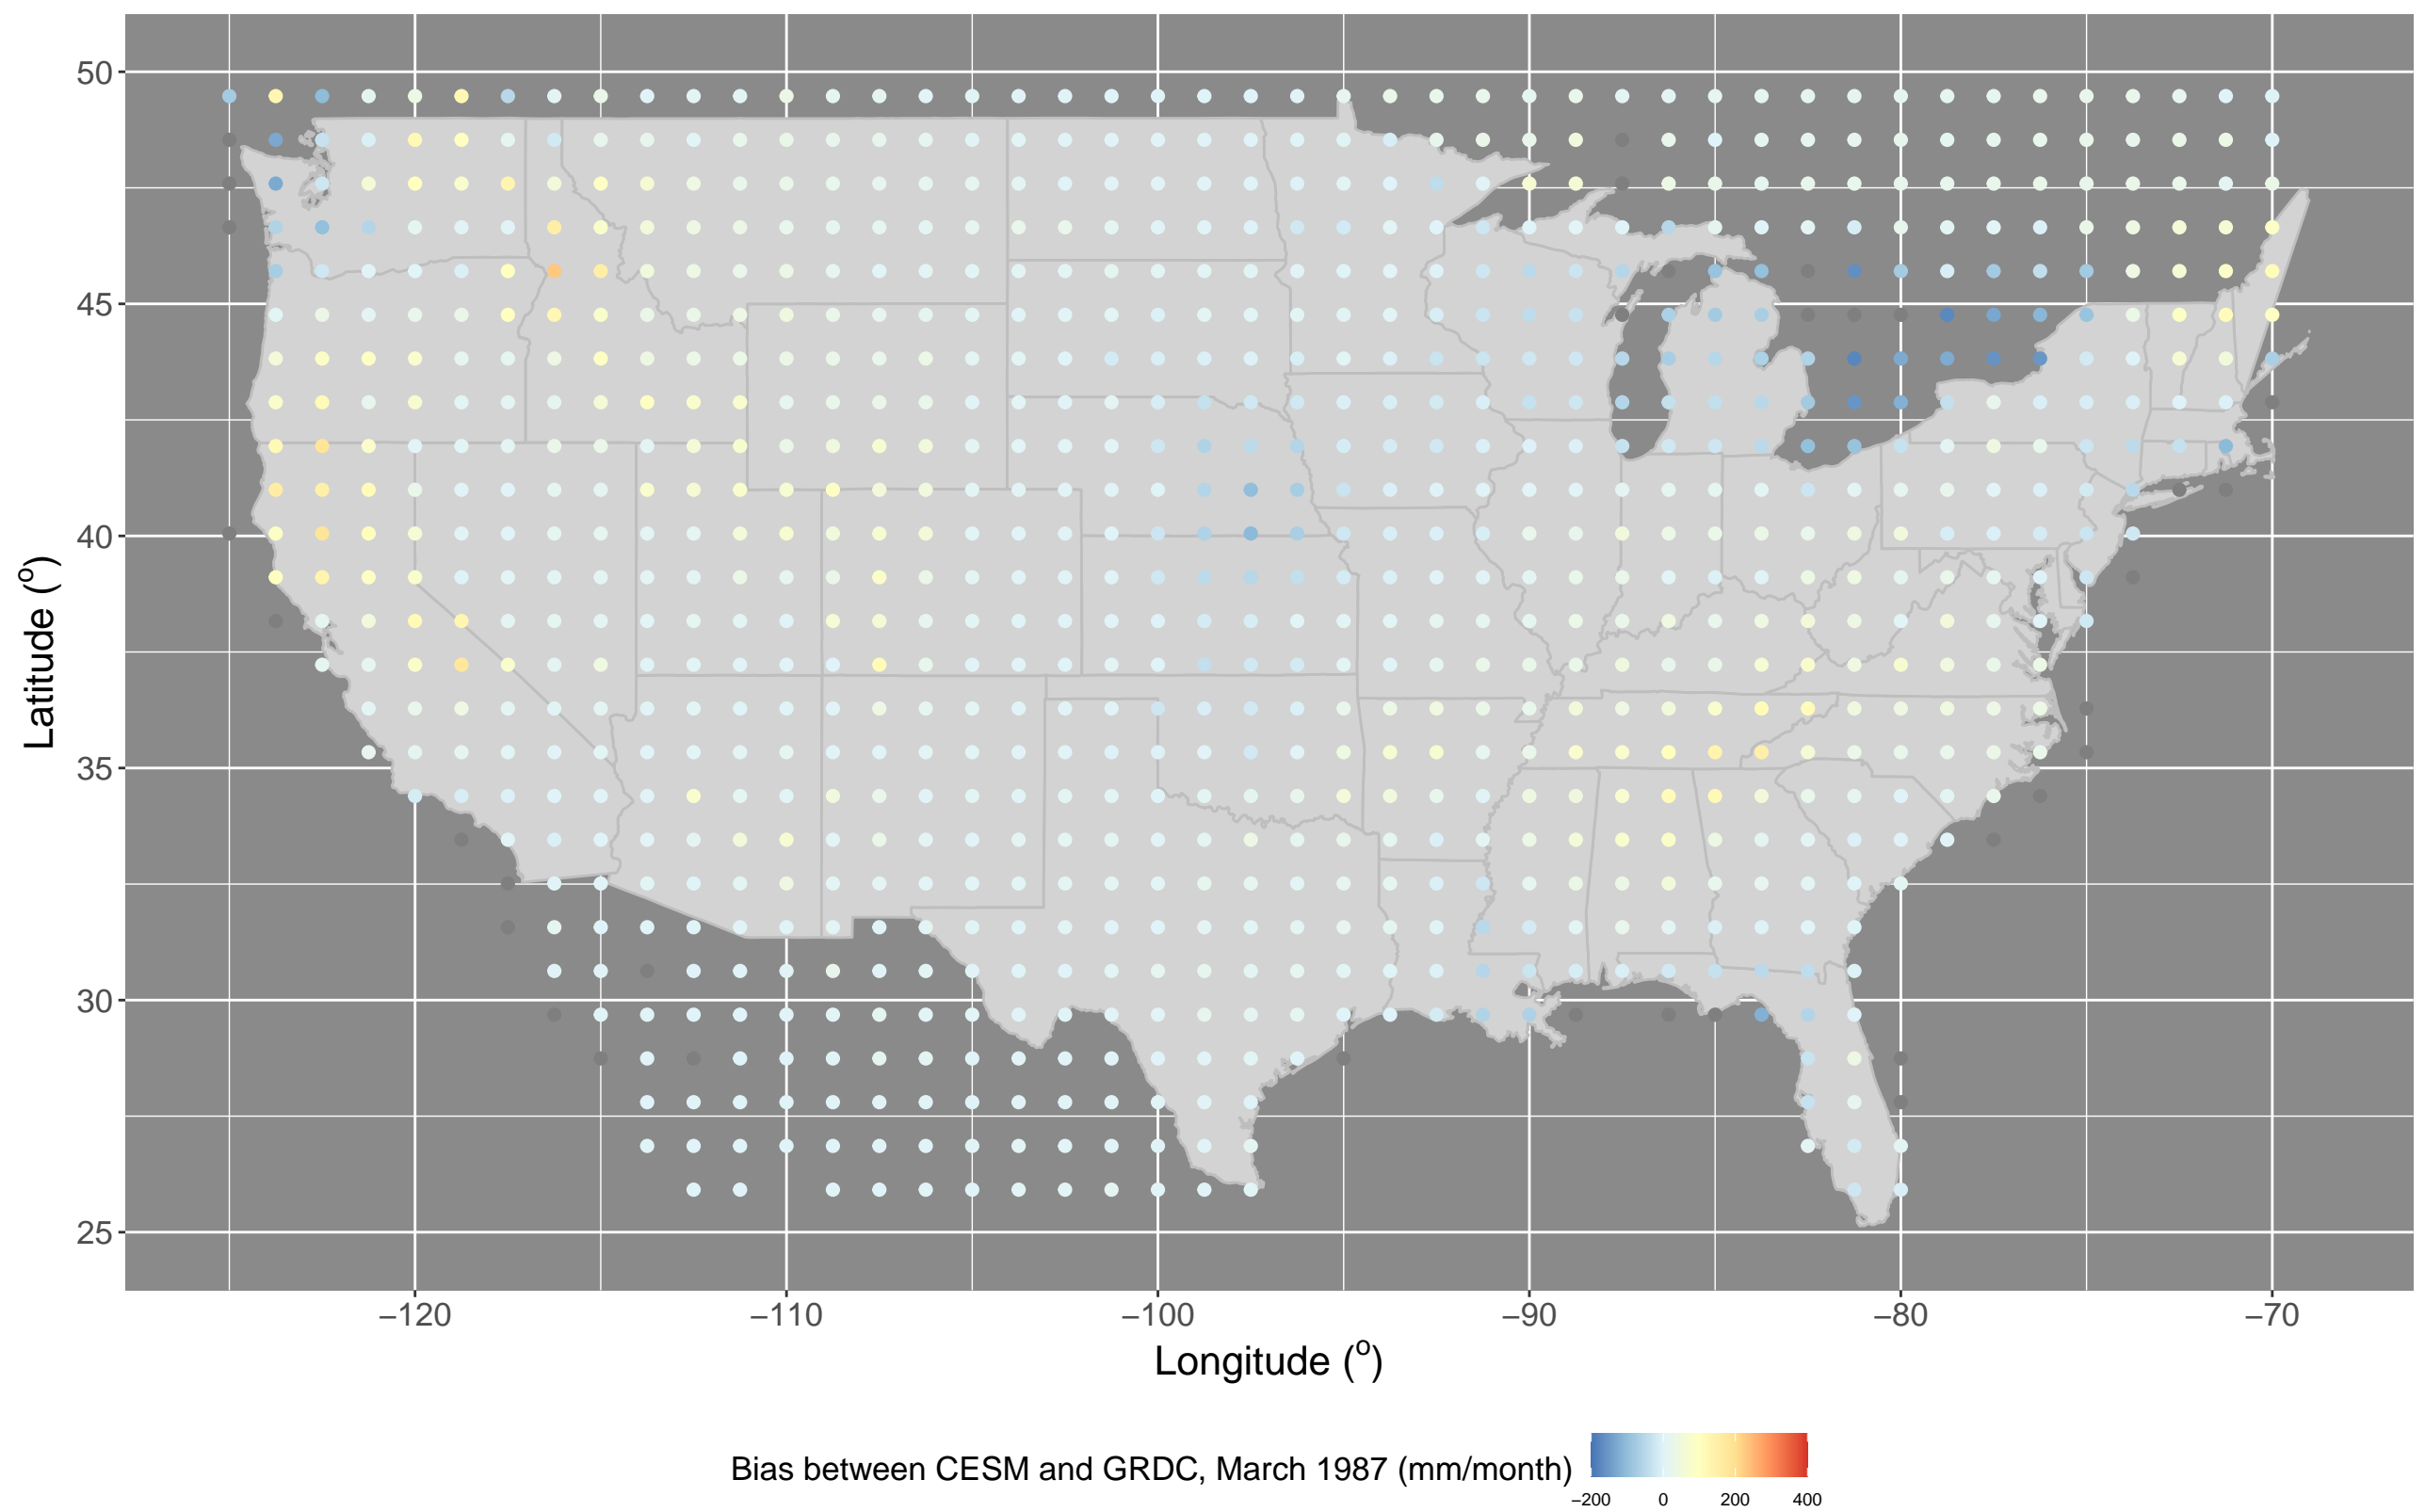 50
45
40
35
30
25
Latitude (o)
−120 −110 −100 −90 −80 −70
Longitude (o)
Bias between CESM and GRDC, March 1987 (mm/month)
−200 0 200 400